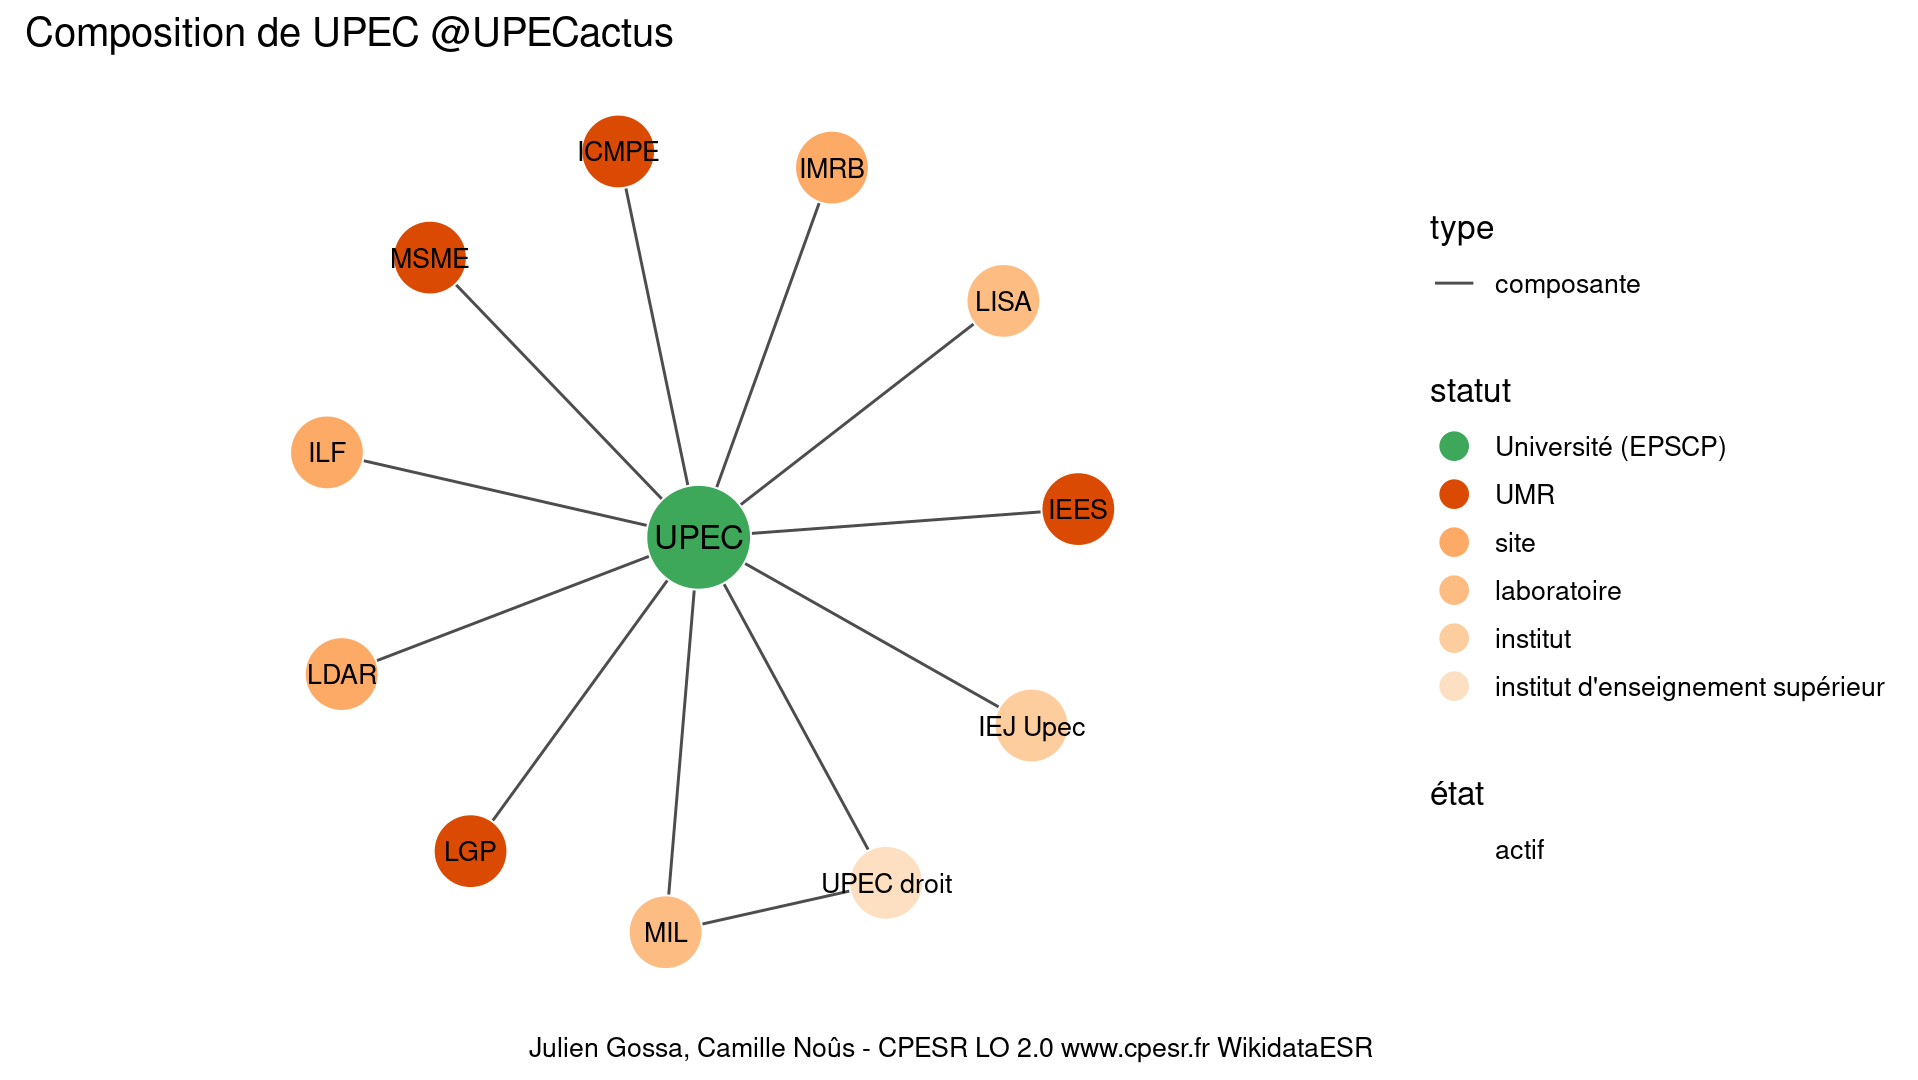 Composition de UPEC @UPECactus
ICMPE
IMRB
MSME
LISA
ILF
IEES
UPEC
LDAR
IEJ Upec
LGP
UPEC droit
MIL
type
composante
statut
Université (EPSCP)
UMR
site
laboratoire
institut
institut d'enseignement supérieur
état
actif
Julien Gossa, Camille Noûs - CPESR LO 2.0 www.cpesr.fr WikidataESR